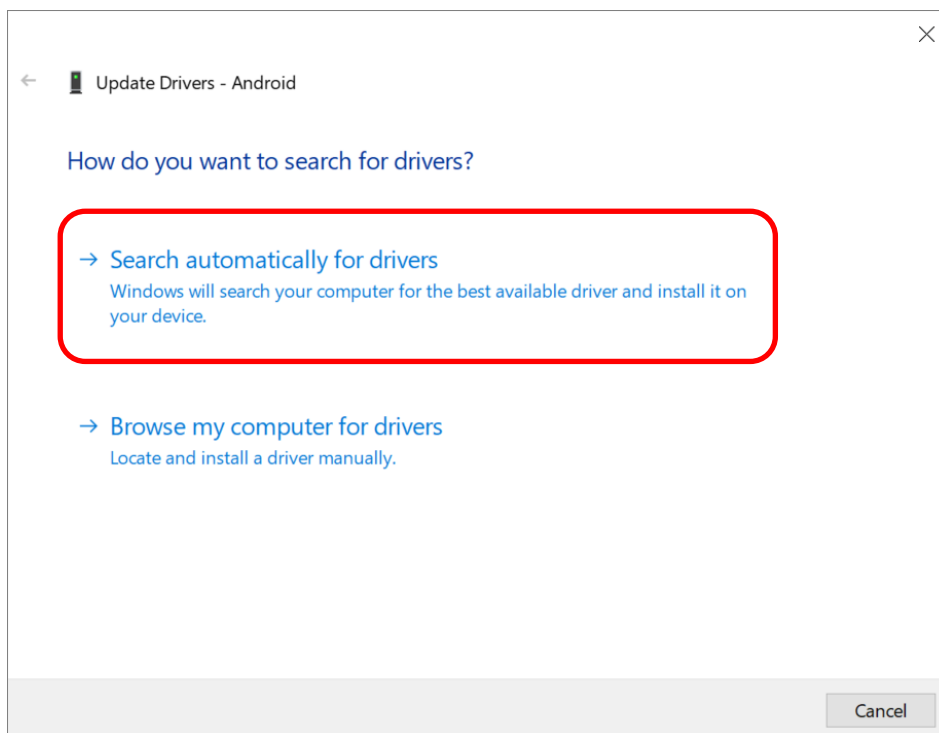 Update Drivers - Android
How do you want to search for drivers?
Search automatically for drivers
Windows will search your computer for the best available driver and install it on
your device.
Browse my computer for drivers
Locate and install a driver manually.
Cancel